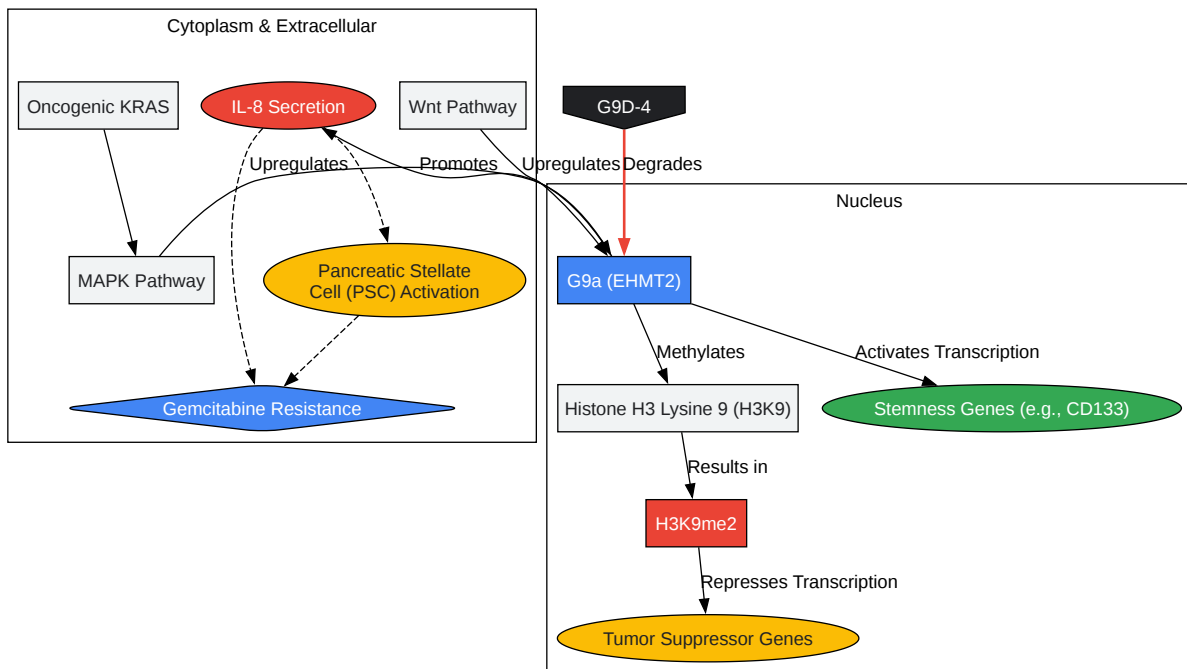 Cytoplasm & Extracellular
Oncogenic KRAS
IL-8 Secretion
Wnt Pathway
G9D-4
Upregulates
Promotes
Upregulates
Degrades
Nucleus
MAPK Pathway
Pancreatic Stellate
Cell (PSC) Activation
G9a (EHMT2)
Methylates
Activates Transcription
Gemcitabine Resistance
Histone H3 Lysine 9 (H3K9)
Stemness Genes (e.g., CD133)
Results in
H3K9me2
Represses Transcription
Tumor Suppressor Genes